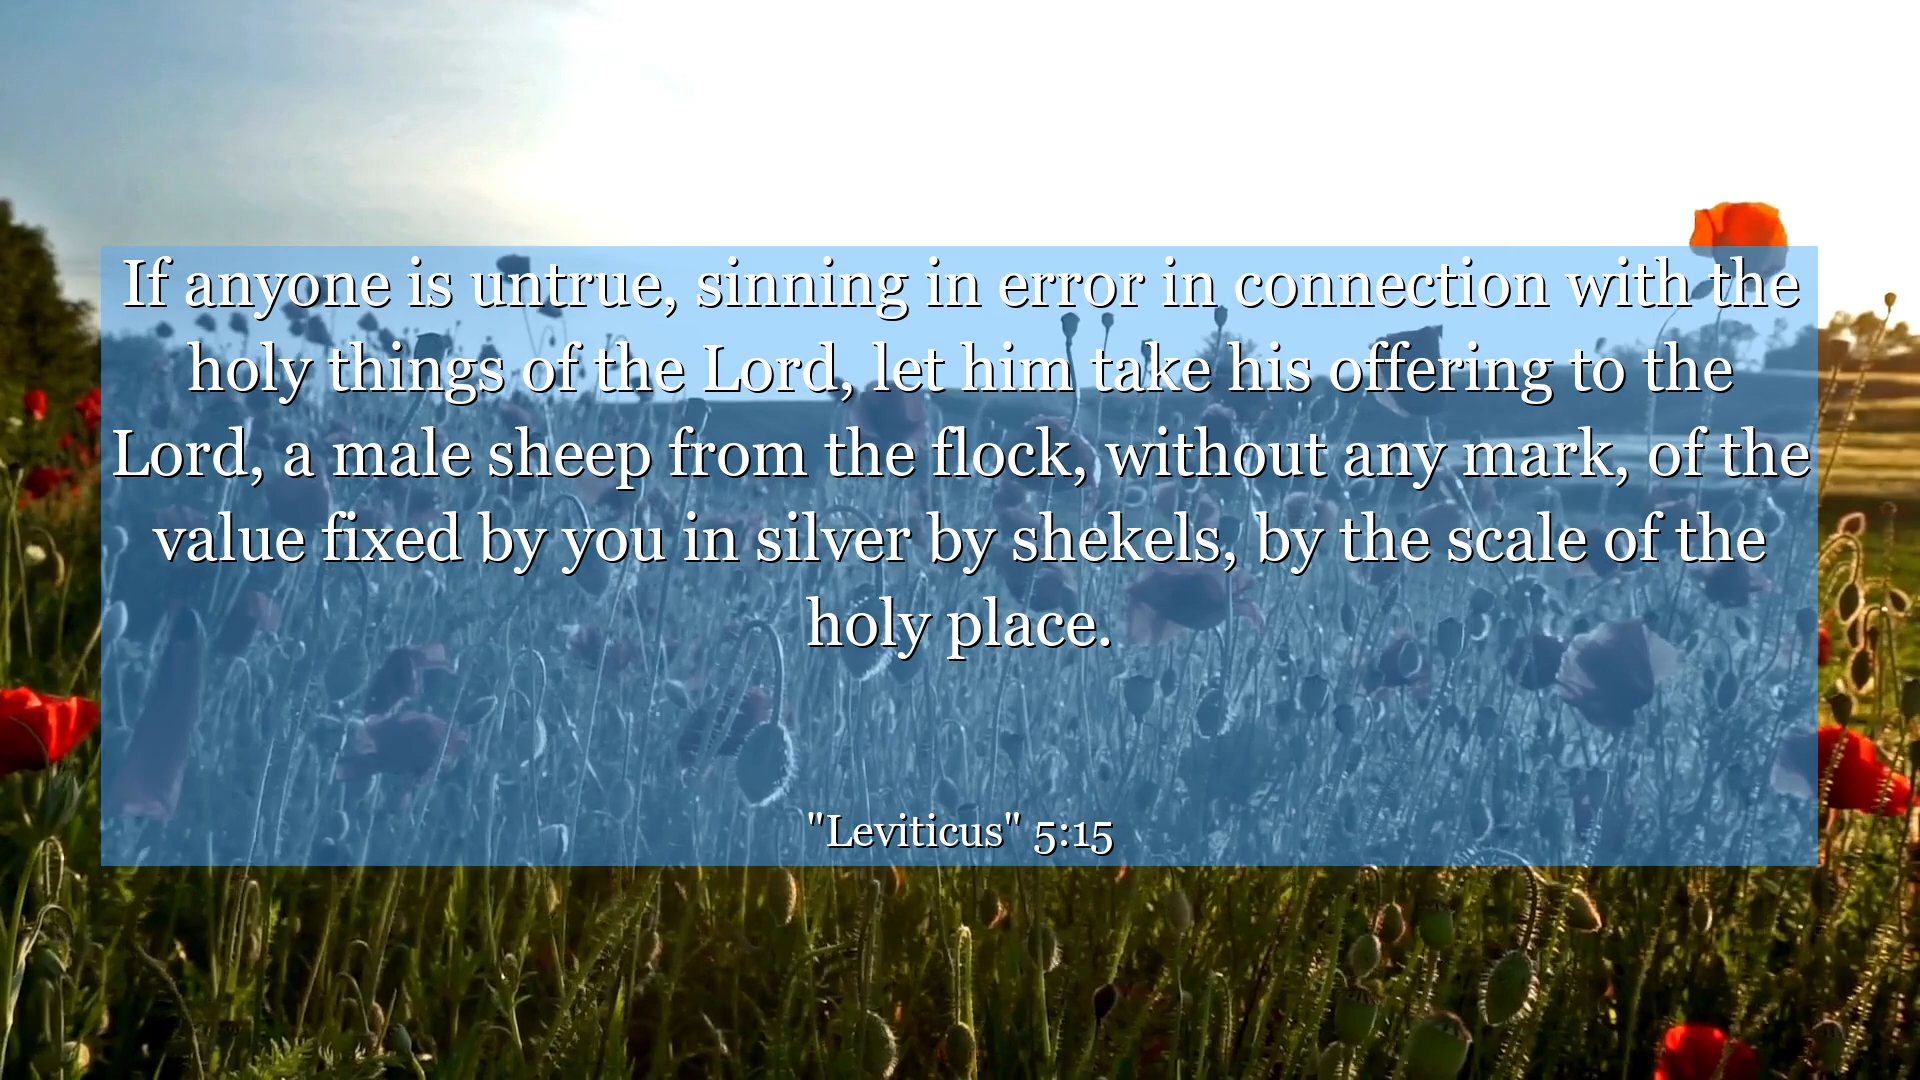 If anyone is untrue, sinning in error in connection with the
holy things of the Lord, let him take his offering to the
Lord, a male sheep from the flock, without any mark, of the
value fixed by you in silver by shekels, by the scale of the
holy place.
"Leviticus" 5:15